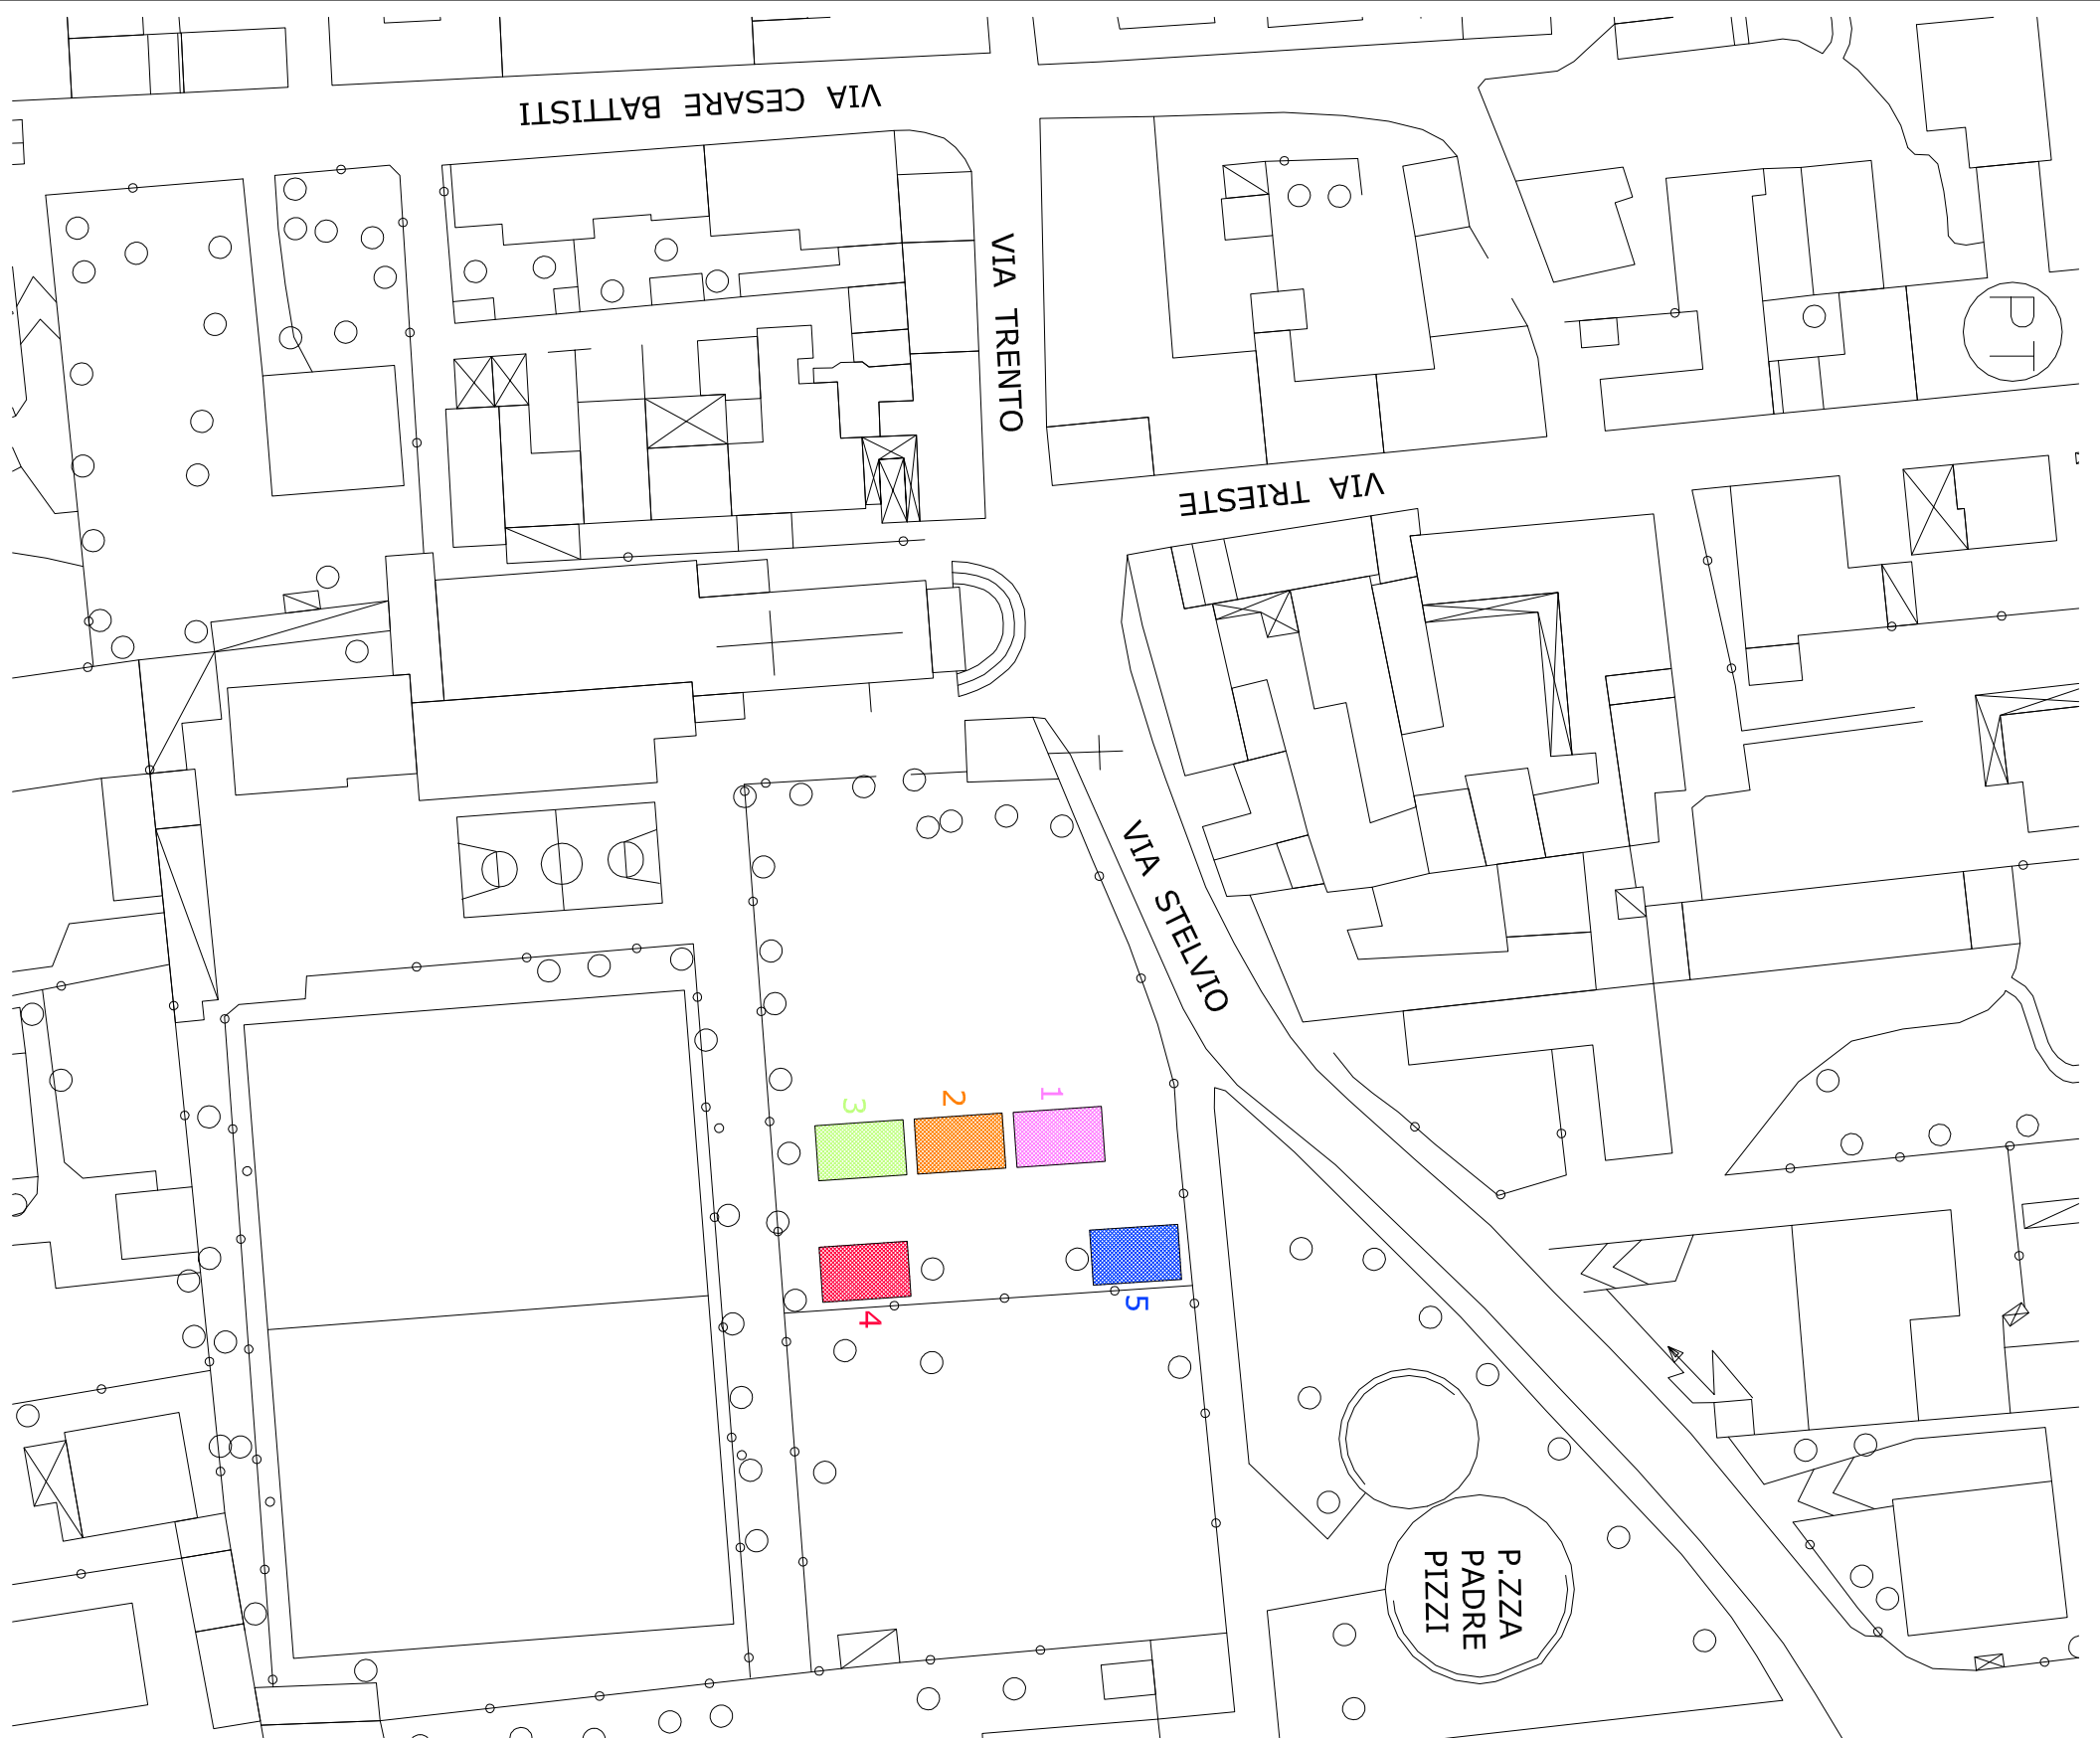 VIA CESARE BATTISTI
VIA TRENTO
VIA TRIESTE
PT
VIA STELVIO
3
2
1
4
5
P.ZZA
PADRE
PIZZI